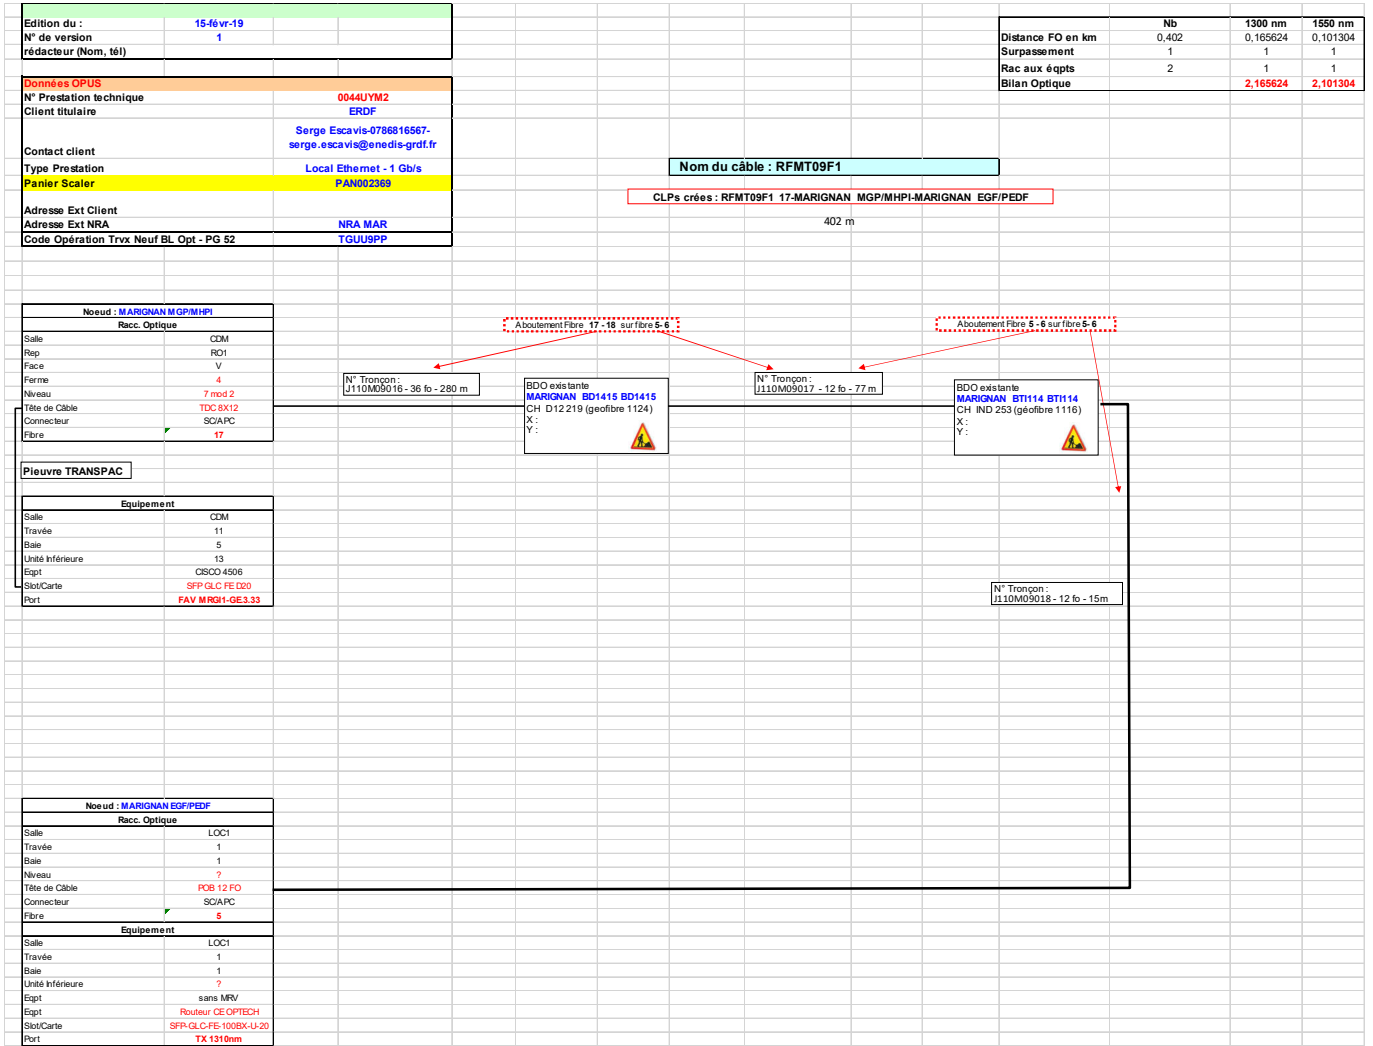 Edition du : 15-févr-19
N° de version 1
rédacteur (Nom, tél)
Nb 1300 nm 1550 nm
Distance FO en km 0,402 0,165624 0,101304
Surpassement 1 1 1
Rac aux éqpts 2 1 1
Bilan Optique 2,165624 2,101304
Données OPUS
N° Prestation technique 0044UYM2
Client titulaire ERDF
Contact client Serge Escavis-0786816567-
serge.escavis@enedis-grdf.fr
Type Prestation Local Ethernet - 1 Gb/s
Panier Scaler PAN002369
Adresse Ext Client
Adresse Ext NRA NRA MAR
Code Opération Trvx Neuf BL Opt - PG 52 TGUU9PP
Nom du câble : RFMT09F1
CLPs crées : RFMT09F1 17-MARIGNAN MGP/MHPI-MARIGNAN EGF/PEDF
402 m
Noeud : MARIGNAN MGP/MHPI
Racc. Optique
Salle CDM
Rep RO1
Face V
Ferme 4
Niveau 7 mod 2
Tête de Câble TDC 8X12
Connecteur SC/APC
Fibre 17
Aboutement Fibre 17 - 18 sur fibre 5- 6
Aboutement Fibre 5 - 6 sur fibre 5- 6
N° Tronçon :
J110M09016 - 36 fo - 280 m
BDO existante
MARIGNAN BD1415 BD1415
CH D12 219 (geofibre 1124)
X :
Y :
N° Tronçon :
J110M09017 - 12 fo - 77 m
BDO existante
MARIGNAN BTI114 BTI114
CH IND 253 (géofibre 1116)
X :
Y :
Pieuvre TRANSPAC
Equipement
Salle CDM
Travée 11
Baie 5
Unité Inférieure 13
Eqpt CISCO 4506
Slot/Carte SFP GLC FE D20
Port FAV MRGI1-GE3.33
N° Tronçon :
J110M09018 - 12 fo - 15m
Noeud : MARIGNAN EGF/PEDF
Racc. Optique
Salle LOC1
Travée 1
Baie 1
Niveau ?
Tête de Câble POB 12 FO
Connecteur SC/APC
Fibre 5
Equipement
Salle LOC1
Travée 1
Baie 1
Unité Inférieure ?
Eqpt sans MRV
Eqpt Routeur CE OPTECH
Slot/Carte SFP-GLC-FE-100BX-U-20
Port TX 1310nm